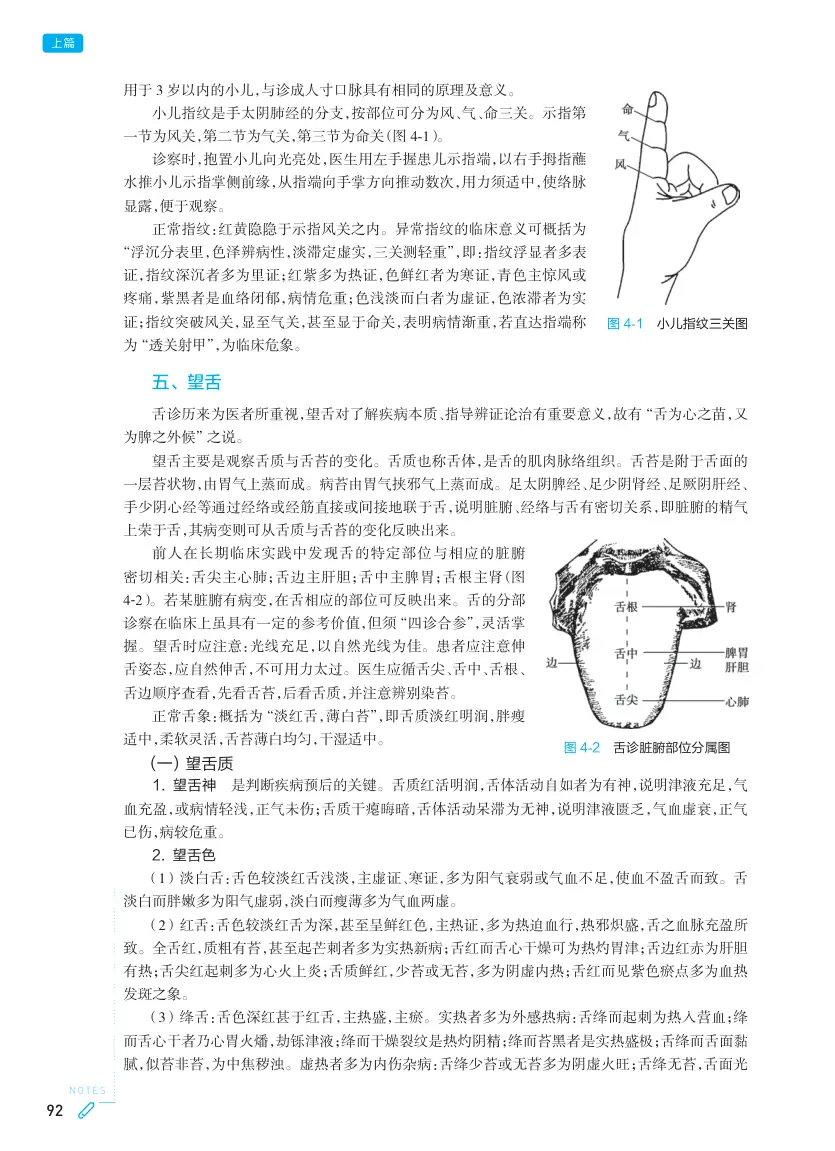 上篇
用于 3 岁以内的小儿,与诊成人寸口脉具有相同的原理及意义。
小儿指纹是手太阴肺经的分支,按部位可分为风、气、命三关。示指第
一节为风关,第二节为气关,第三节为命关(图 4-1)。
诊察时,抱置小儿向光亮处,医生用左手握患儿示指端,以右手拇指蘸
水推小儿示指掌侧前缘,从指端向手掌方向推动数次,用力须适中,使络脉
显露,便于观察。
正常指纹:红黄隐隐于示指风关之内。异常指纹的临床意义可概括为
“浮沉分表里,色泽辨病性,淡滞定虚实,三关测轻重”,即:指纹浮显者多表
证,指纹深沉者多为里证;红紫多为热证,色鲜红者为寒证,青色主惊风或
疼痛,紫黑者是血络闭郁,病情危重;色浅淡而白者为虚证,色浓滞者为实
证;指纹突破风关,显至气关,甚至显于命关,表明病情渐重,若直达指端称
为 “透关射甲”,为临床危象。
命
气
风
图 4-1 小儿指纹三关图
五、望舌
舌诊历来为医者所重视,望舌对了解疾病本质、指导辨证论治有重要意义,故有 “舌为心之苗,又
为脾之外候” 之说。
望舌主要是观察舌质与舌苔的变化。舌质也称舌体,是舌的肌肉脉络组织。舌苔是附于舌面的
一层苔状物,由胃气上蒸而成。病苔由胃气挟邪气上蒸而成。足太阴脾经、足少阴肾经、足厥阴肝经、
手少阴心经等通过经络或经筋直接或间接地联于舌,说明脏腑、经络与舌有密切关系,即脏腑的精气
上荣于舌,其病变则可从舌质与舌苔的变化反映出来。
前人在长期临床实践中发现舌的特定部位与相应的脏腑
密切相关:舌尖主心肺;舌边主肝胆;舌中主脾胃;舌根主肾(图
4-2)。若某脏腑有病变,在舌相应的部位可反映出来。舌的分部
诊察在临床上虽具有一定的参考价值,但须 “四诊合参”,灵活掌
握。望舌时应注意:光线充足,以自然光线为佳。患者应注意伸
舌姿态,应自然伸舌,不可用力太过。医生应循舌尖、舌中、舌根、
舌边顺序查看,先看舌苔,后看舌质,并注意辨别染苔。
正常舌象:概括为 “淡红舌,薄白苔”,即舌质淡红明润,胖瘦
适中,柔软灵活,舌苔薄白均匀,干湿适中。
舌根 肾
舌中 脾胃
边 边 肝胆
舌尖 心肺
图 4-2 舌诊脏腑部位分属图
(一)望舌质
1. 望舌神 是判断疾病预后的关键。舌质红活明润,舌体活动自如者为有神,说明津液充足,气
血充盈,或病情轻浅,正气未伤;舌质干瘪晦暗,舌体活动呆滞为无神,说明津液匮乏,气血虚衰,正气
已伤,病较危重。
2. 望舌色
(1)淡白舌:舌色较淡红舌浅淡,主虚证、寒证,多为阳气衰弱或气血不足,使血不盈舌而致。舌
淡白而胖嫩多为阳气虚弱,淡白而瘦薄多为气血两虚。
(2)红舌:舌色较淡红舌为深,甚至呈鲜红色,主热证,多为热迫血行,热邪炽盛,舌之血脉充盈所
致。全舌红,质粗有苔,甚至起芒刺者多为实热新病;舌红而舌心干燥可为热灼胃津;舌边红赤为肝胆
有热;舌尖红起刺多为心火上炎;舌质鲜红,少苔或无苔,多为阴虚内热;舌红而见紫色瘀点多为血热
发斑之象。
(3)绛舌:舌色深红甚于红舌,主热盛,主瘀。实热者多为外感热病:舌绛而起刺为热入营血;绛
而舌心干者乃心胃火燔,劫铄津液;绛而干燥裂纹是热灼阴精;绛而苔黑者是实热盛极;舌绛而舌面黏
腻,似苔非苔,为中焦秽浊。虚热者多为内伤杂病:舌绛少苔或无苔多为阴虚火旺;舌绛无苔,舌面光
NOTES
92